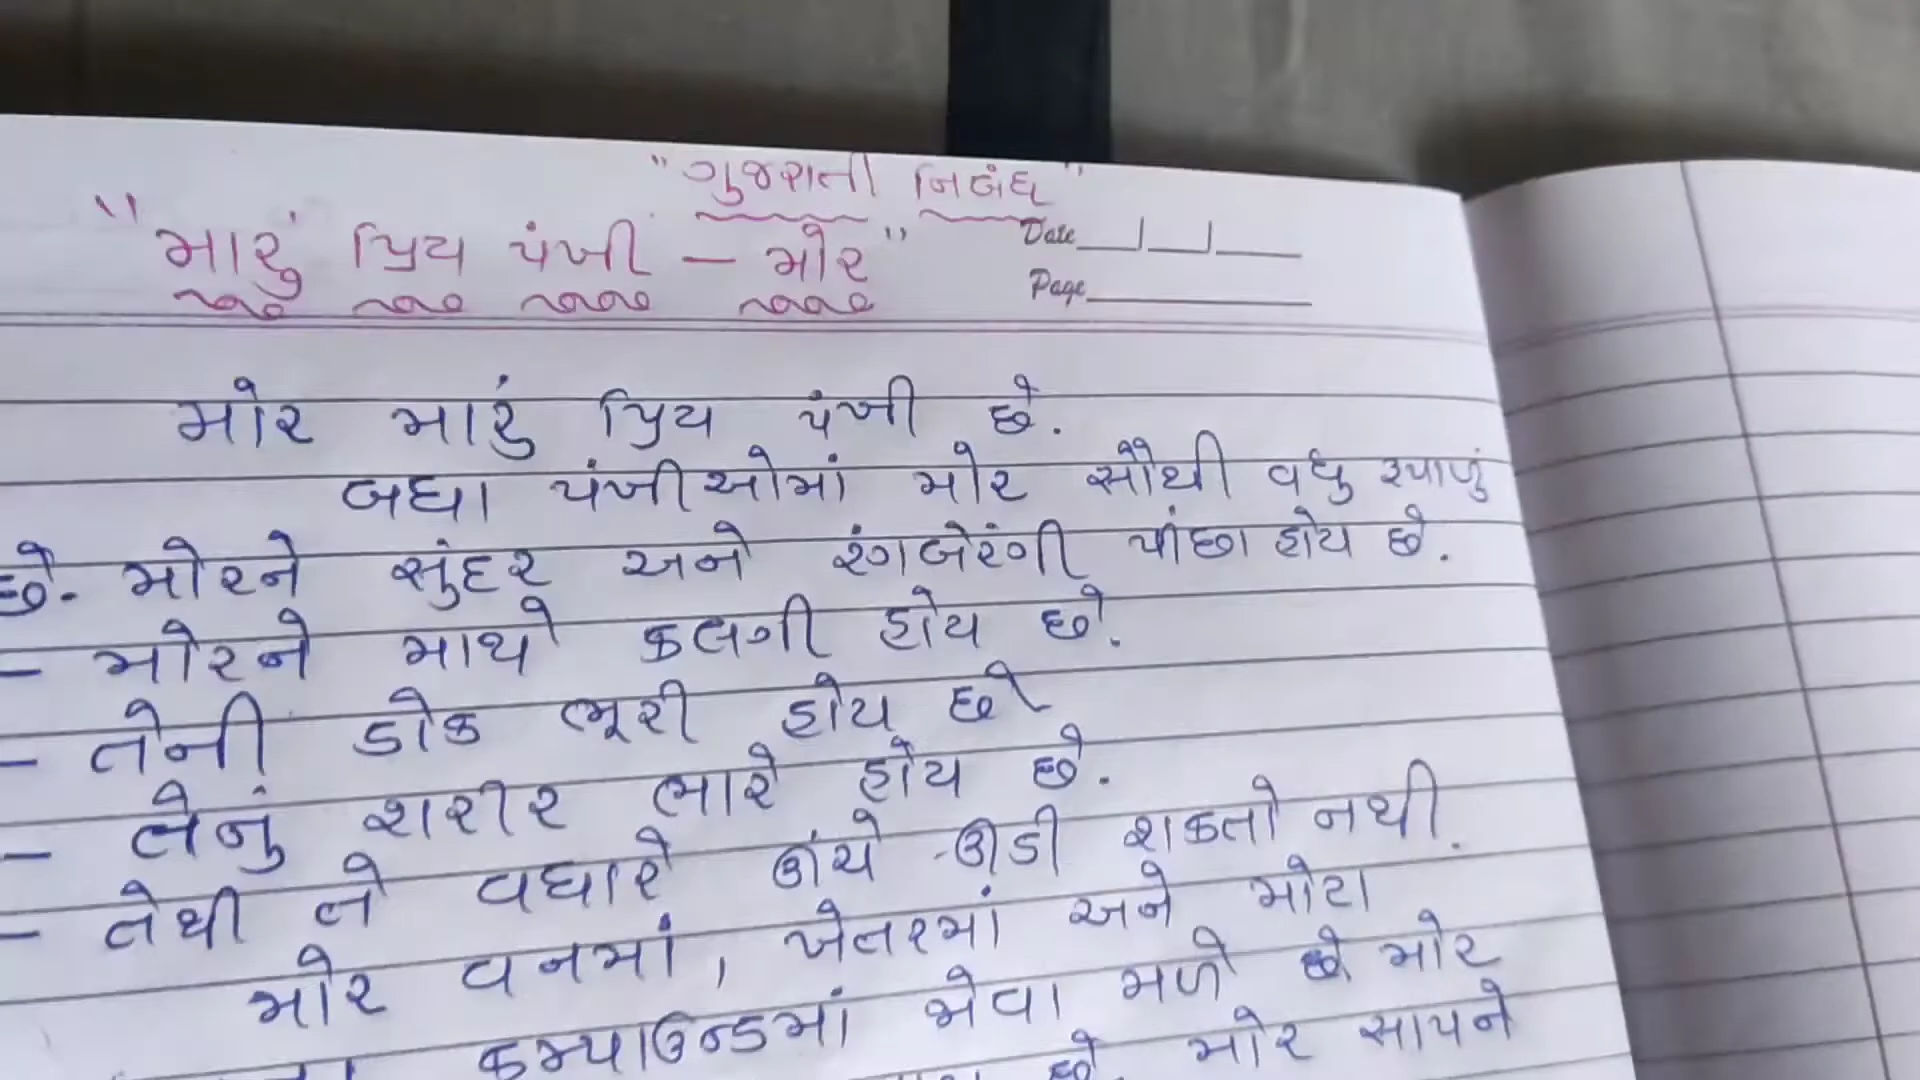 "ગુજરાતી નિબંધ"
"મારું પ્રિય પંખી – મોર"
Date
Page
મોર મારું પ્રિય પંખી છે.
બધા પંખીઓમાં મોર સૌથી વધુ રૂપાળું
છે. મોરને સુંદર અને રંગબેરંગી પીંછા હોય છે.
- મોરને માથે કલગી હોય છે.
- તેની ડોક ભૂરી હોય છે
- તેનું શરીર ભારે હોય છે.
- તેથી તે વધારે ઊંચે ઊડી શકતો નથી.
મોર વનમાં, ખેતરમાં અને મોટા
કમ્પાઉન્ડમાં જોવા મળે છે. મોર
છે. મોર સાપને